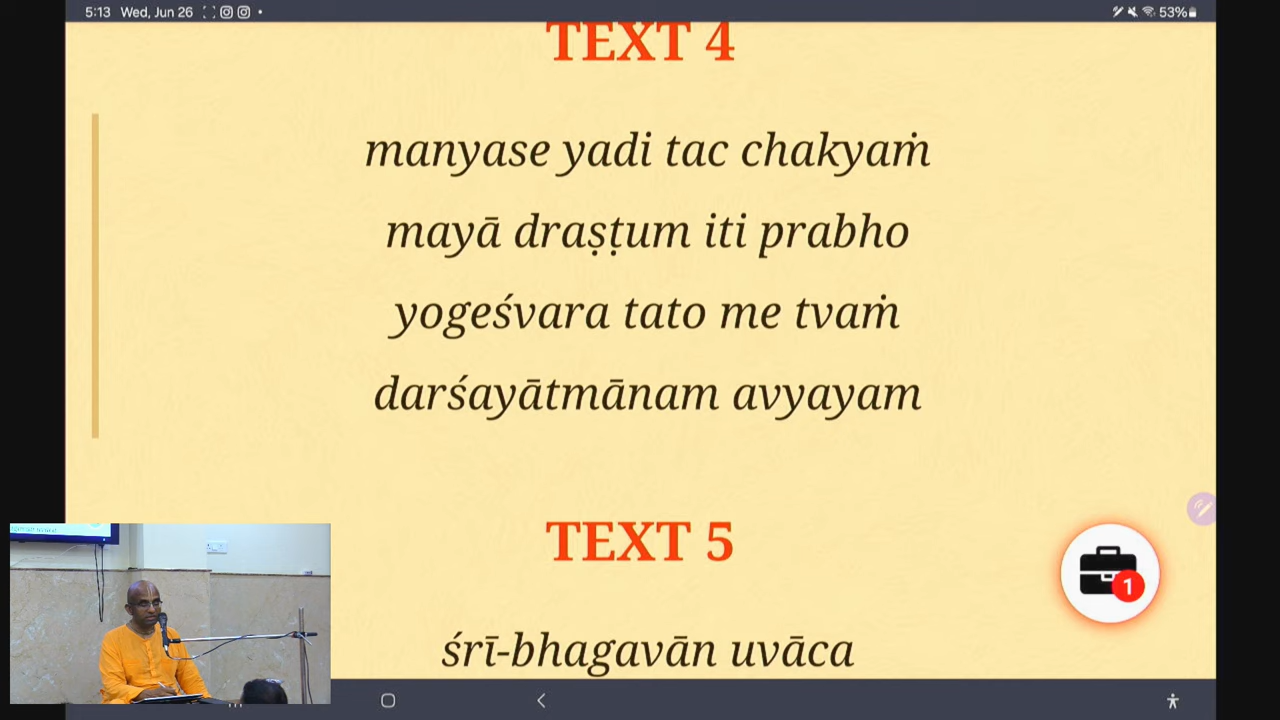 5:13 Wed, Jun 26
53%
TEXT 4
manyase yadi tac chakyaṁ
mayā draṣṭum iti prabho
yogeśvara tato me tvaṁ
darśayātmānam avyayam
TEXT 5
1
śrī-bhagavān uvāca